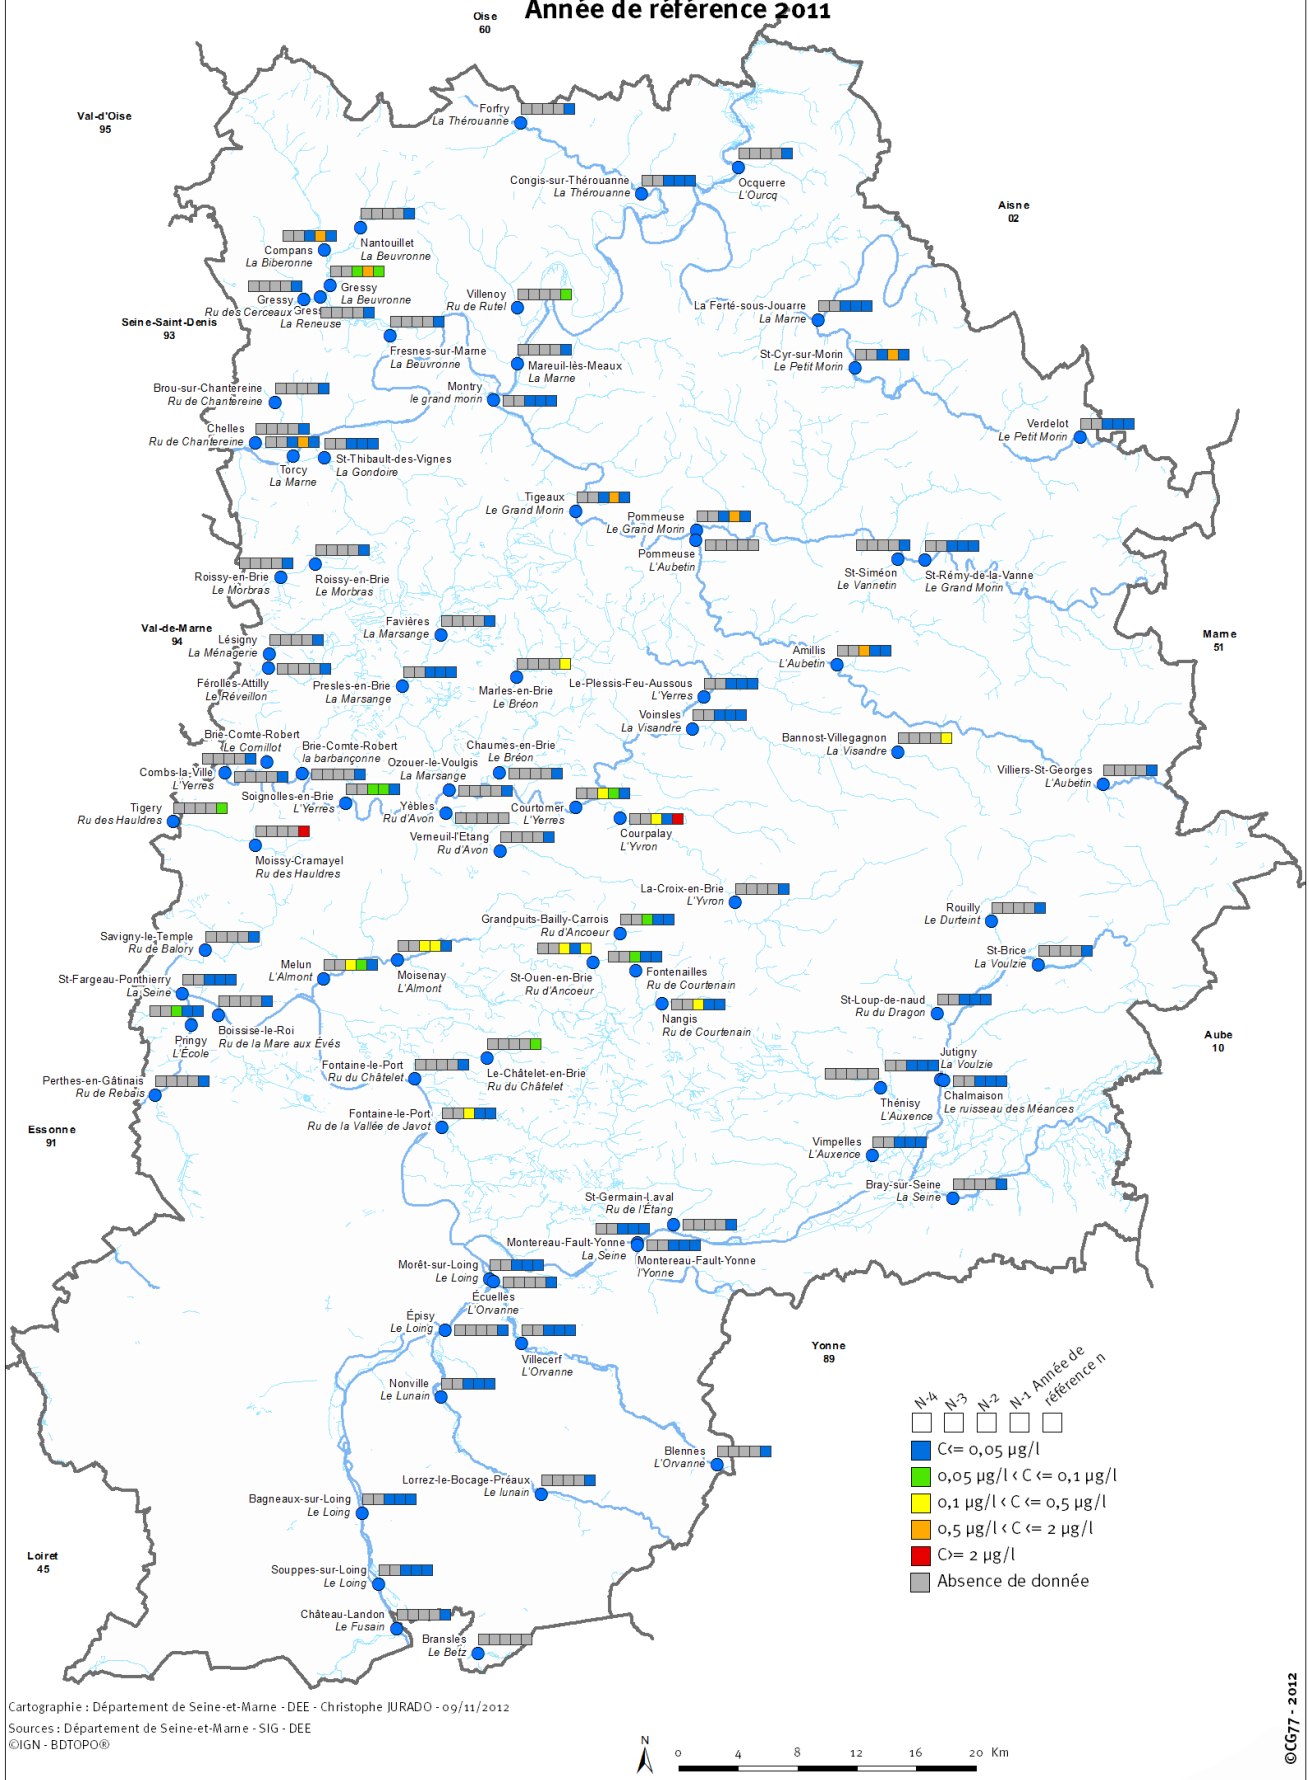 Année de référence 2011
Oise
60
Val-d'Oise
95
Forfry
La Thérouanne
Congis-sur-Thérouanne
La Thérouanne
Ocquerre
L'Ourcq
Aisne
02
Nantouillet
La Beuvronne
Compans
La Biberonne
Gressy
La Beuvronne
Gressy
Ru des Cerceaux
Gress
La Reneuse
Villenoy
Ru de Rutel
La Ferté-sous-Jouarre
La Marne
Seine-Saint-Denis
93
Fresnes-sur-Marne
La Beuvronne
Mareuil-lès-Meaux
La Marne
St-Cyr-sur-Morin
Le Petit Morin
Brou-sur-Chantereine
Ru de Chantereine
Montry
le grand morin
Chelles
Ru de Chantereine
Torcy
La Marne
St-Thibault-des-Vignes
La Gondoire
Verdelot
Le Petit Morin
Tigeaux
Le Grand Morin
Pommeuse
Le Grand Morin
Pommeuse
L'Aubetin
St-Siméon
Le Vannetin
St-Rémy-de-la-Vanne
Le Grand Morin
Roissy-en-Brie
Le Morbras
Roissy-en-Brie
Le Morbras
Val-de-Marne
94
Favières
La Marsange
Lésigny
La Ménagerie
Férolles-Attilly
Le Réveillon
Presles-en-Brie
La Marsange
Marles-en-Brie
Le Bréon
Le-Plessis-Feu-Aussous
L'Yerres
Voinsles
La Visandre
Amillis
L'Aubetin
Marne
51
Bannost-Villegagnon
La Visandre
Villiers-St-Georges
L'Aubetin
Brie-Comte-Robert
Le Cornillot
Brie-Comte-Robert
la barbançonne
Combs-la-Ville
L'Yerres
Soignolles-en-Brie
L'Yerres
Ozouer-le-Voulgis
La Marsange
Chaumes-en-Brie
Le Bréon
Tigery
Ru des Hauldres
Yèbles
Ru d'Avon
Courtomer
L'Yerres
Courpalay
L'Yvron
Verneuil-l'Etang
Ru d'Avon
Moissy-Cramayel
Ru des Hauldres
La-Croix-en-Brie
L'Yvron
Grandpuits-Bailly-Carrois
Ru d'Ancoeur
Rouilly
Le Durteint
Savigny-le-Temple
Ru de Balory
St-Brice
La Voulzie
Melun
L'Almont
Moisenay
L'Almont
St-Ouen-en-Brie
Ru d'Ancoeur
Fontenailles
Ru de Courtenain
St-Fargeau-Ponthierry
La Seine
St-Loup-de-naud
Ru du Dragon
Nangis
Ru de Courtenain
Boissise-le-Roi
Ru de la Mare aux Évés
Pringy
L'École
Aube
10
Jutigny
La Voulzie
Fontaine-le-Port
Ru du Châtelet
Le-Châtelet-en-Brie
Ru du Châtelet
Perthes-en-Gâtinais
Ru de Rebais
Thénisy
L'Auxence
Chalmaison
Le ruisseau des Méances
Essonne
91
Fontaine-le-Port
Ru de la Vallée de Javot
Vimpelles
L'Auxence
Bray-sur-Seine
La Seine
St-Germain-Laval
Ru de l'Étang
Montereau-Fault-Yonne
La Seine
Montereau-Fault-Yonne
l'Yonne
Morêt-sur-Loing
Le Loing
Écuelles
L'Orvanne
Épisy
Le Loing
Villecerf
L'Orvanne
Yonne
89
Nonville
Le Lunain
Blennes
L'Orvanne
Lorrez-le-Bocage-Préaux
Le lunain
Bagneaux-sur-Loing
Le Loing
Loiret
45
Souppes-sur-Loing
Le Loing
Château-Landon
Le Fusain
Bransles
Le Betz
N-4 N-3 N-2 N-1 Année de
référence n
C<= 0,05 µg/l
0,05 µg/l < C <= 0,1 µg/l
0,1 µg/l < C <= 0,5 µg/l
0,5 µg/l < C <= 2 µg/l
C>= 2 µg/l
Absence de donnée
Cartographie : Département de Seine-et-Marne - DEE - Christophe JURADO - 09/11/2012
Sources : Département de Seine-et-Marne - SIG - DEE
©IGN - BDTOPO®
N
0 4 8 12 16 20 Km
©CG77 - 2012